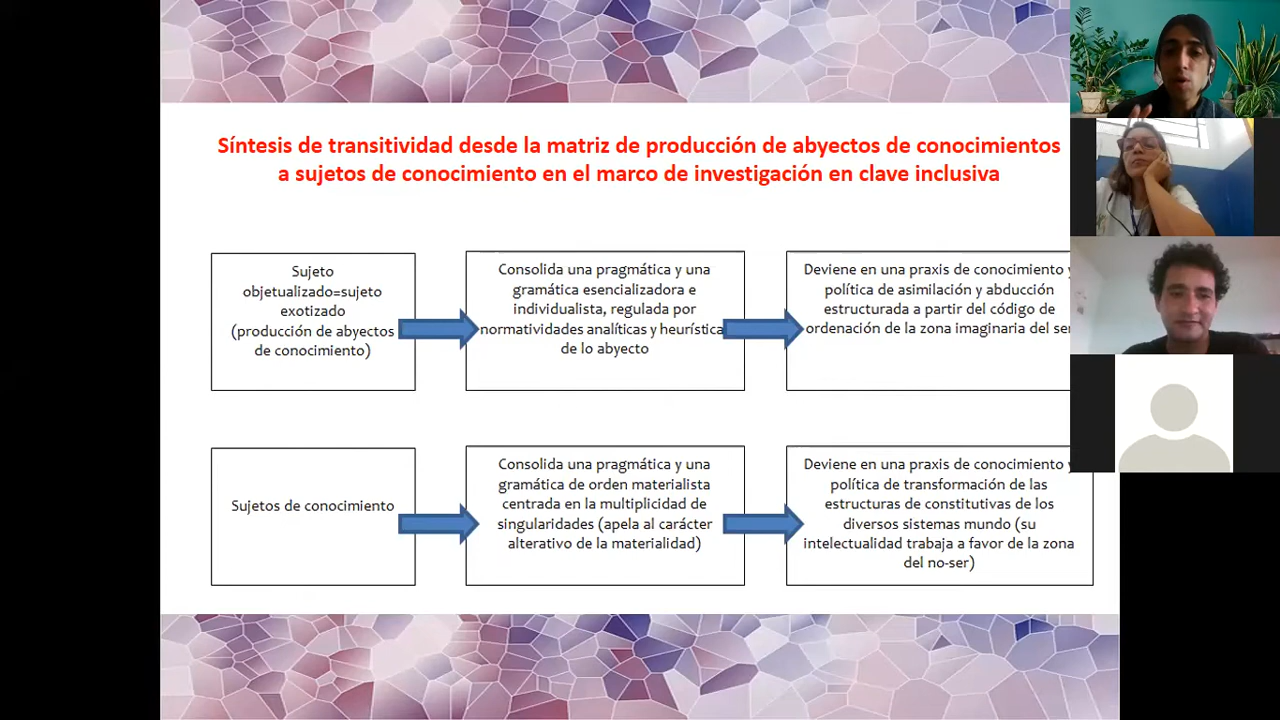 Síntesis de transitividad desde la matriz de producción de abyectos de conocimientos
a sujetos de conocimiento en el marco de investigación en clave inclusiva
Sujeto
objetualizado=sujeto
exotizado
(producción de abyectos
de conocimiento)
Consolida una pragmática y una
gramática esencializadora e
individualista, regulada por
normatividades analíticas y heurística
de lo abyecto
Deviene en una praxis de conocimiento y
política de asimilación y abducción
estructurada a partir del código de
ordenación de la zona imaginaria del ser
Sujetos de conocimiento
Consolida una pragmática y una
gramática de orden materialista
centrada en la multiplicidad de
singularidades (apela al carácter
alterativo de la materialidad)
Deviene en una praxis de conocimiento y
política de transformación de las
estructuras de constitutivas de los
diversos sistemas mundo (su
intelectualidad trabaja a favor de la zona
del no-ser)